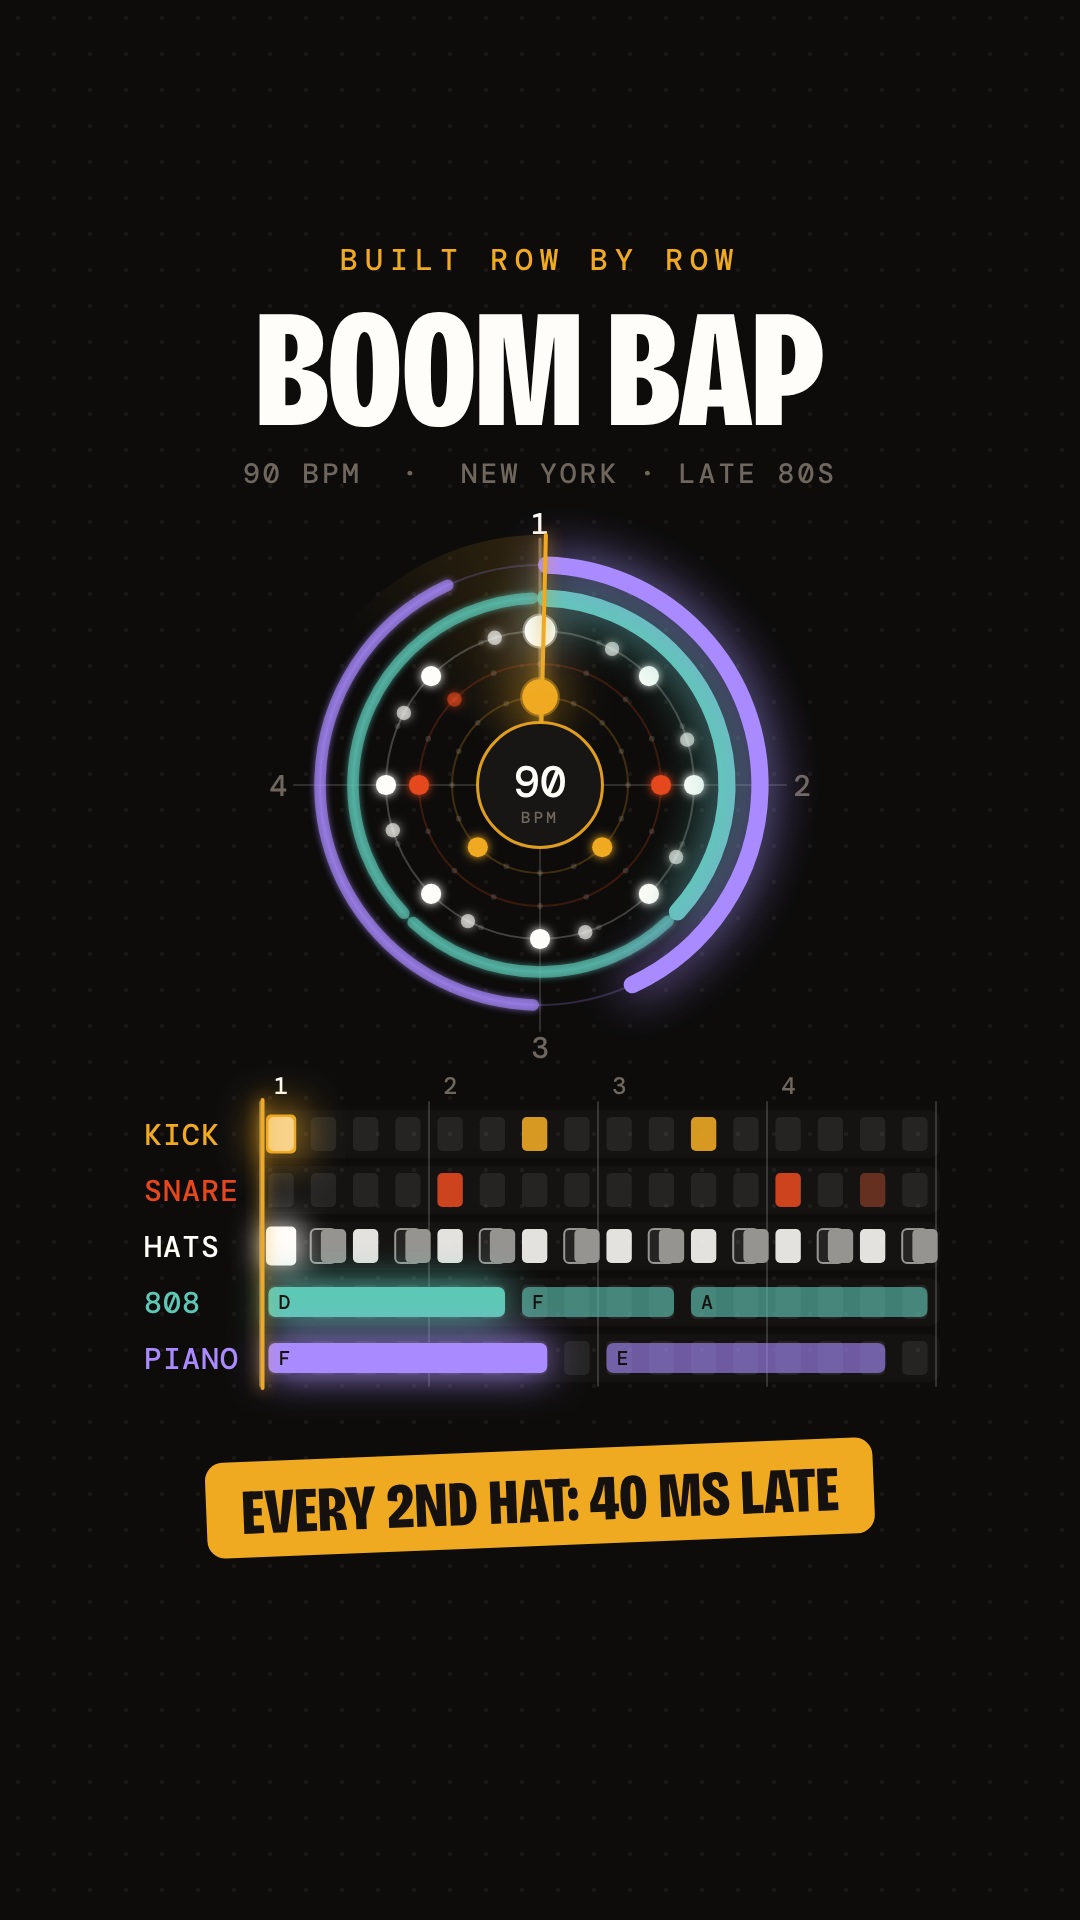 BUILT ROW BY ROW
BOOM BAP
90 BPM · NEW YORK · LATE 80S
1
4
90
BPM
2
3
1 2 3 4
KICK
SNARE
HATS
808 D F A
PIANO F E
EVERY 2ND HAT: 40 MS LATE